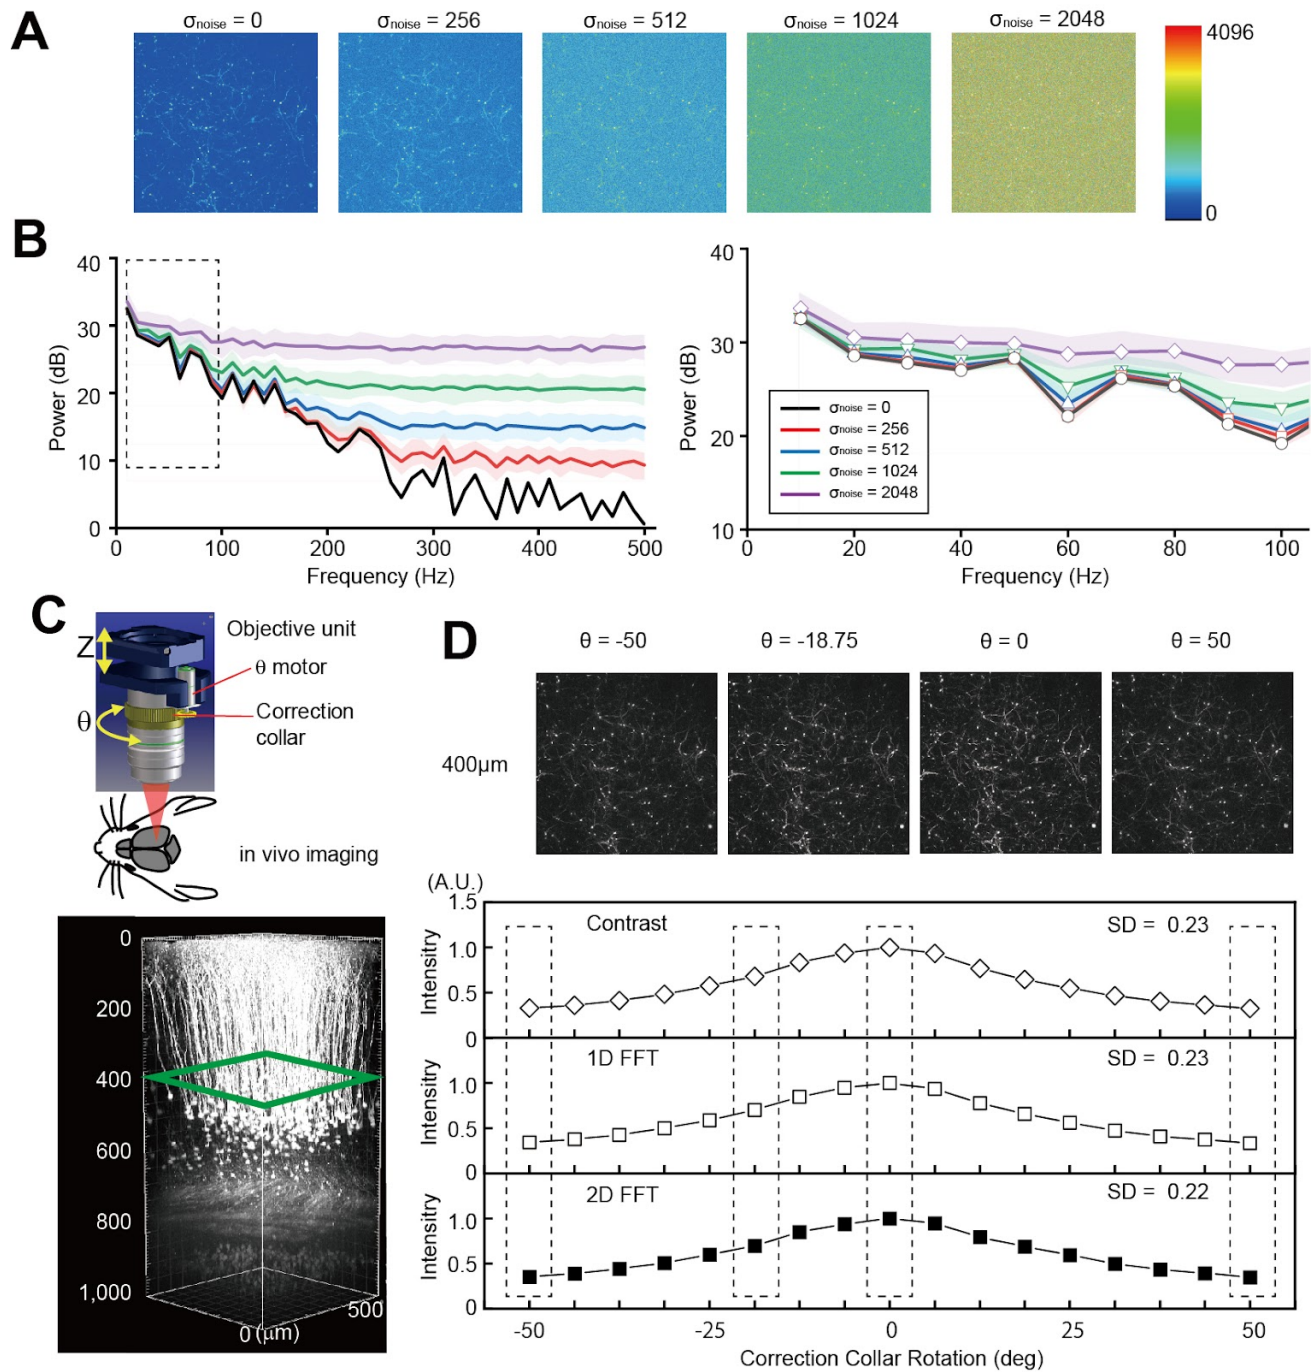 A
σnoise = 0
σnoise = 256
σnoise = 512
σnoise = 1024
σnoise = 2048
4096
0
B
40
30
20
10
0
Power (dB)
0
100
200
300
400
500
Frequency (Hz)
40
30
20
10
Power (dB)
σnoise = 0
σnoise = 256
σnoise = 512
σnoise = 1024
σnoise = 2048
0
20
40
60
80
100
Frequency (Hz)
C
Z
θ
Objective unit
θ motor
Correction
collar
in vivo imaging
0
200
400
600
800
1,000
0 (μm)
500
D
θ = -50
θ = -18.75
θ = 0
θ = 50
400μm
(A.U.)
1.5
1.0
0.5
0
Intensitry
Contrast
SD = 0.23
1.0
0.5
0
Intensitry
1D FFT
SD = 0.23
1.0
0.5
0
Intensitry
2D FFT
SD = 0.22
-50
-25
0
25
50
Correction Collar Rotation (deg)